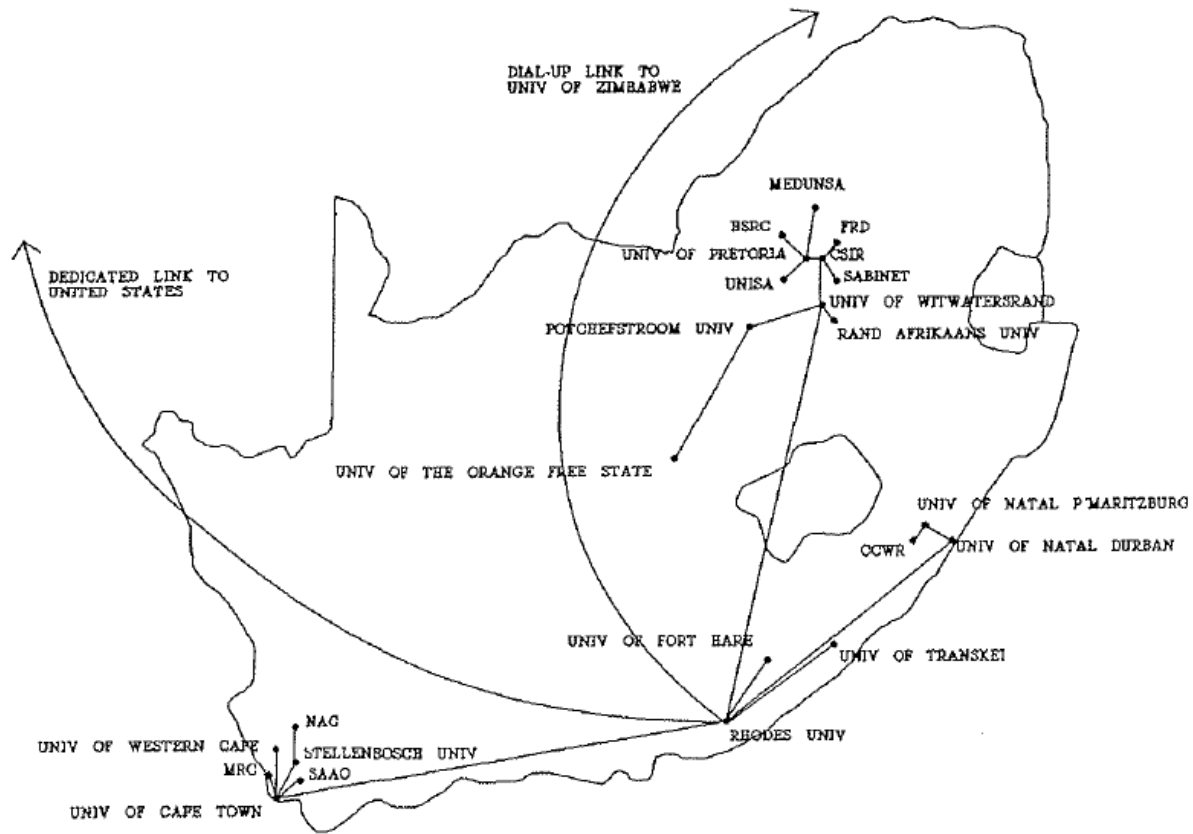 DIAL-UP LINK TO
UNIV OF ZIMBABWE
MEDUNSA
HSRC
FRD
UNIV OF PRETORIA
CSIR
DEDICATED LINK TO
UNITED STATES
UNISA
SABINET
UNIV OF WITWATERSRAND
POTCHEFSTROOM UNIV
RAND AFRIKAANS UNIV
UNIV OF THE ORANGE FREE STATE
UNIV OF NATAL P'MARITZBURG
CCWR
UNIV OF NATAL DURBAN
UNIV OF FORT HARE
UNIV OF TRANSKEI
NAG
RHODES UNIV
UNIV OF WESTERN CAPE
STELLENBOSCH UNIV
MRC
SAAO
UNIV OF CAPE TOWN